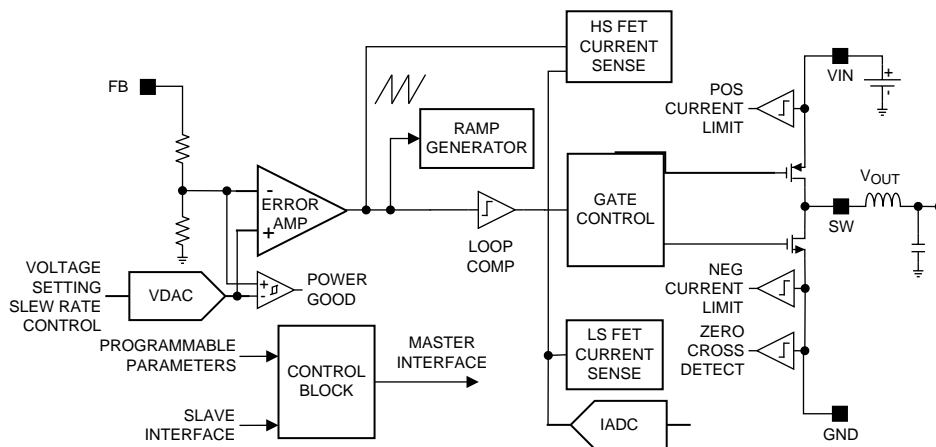 HS FET
CURRENT
SENSE
VIN
+
-
FB
POS
CURRENT
LIMIT
RAMP
GENERATOR
-
ERROR
AMP
+
GATE
CONTROL
VOUT
SW
LOOP
COMP
VOLTAGE
SETTING
SLEW RATE
CONTROL
VDAC
+
-
POWER
GOOD
NEG
CURRENT
LIMIT
PROGRAMMABLE
PARAMETERS
CONTROL
BLOCK
MASTER
INTERFACE
LS FET
CURRENT
SENSE
ZERO
CROSS
DETECT
SLAVE
INTERFACE
IADC
GND